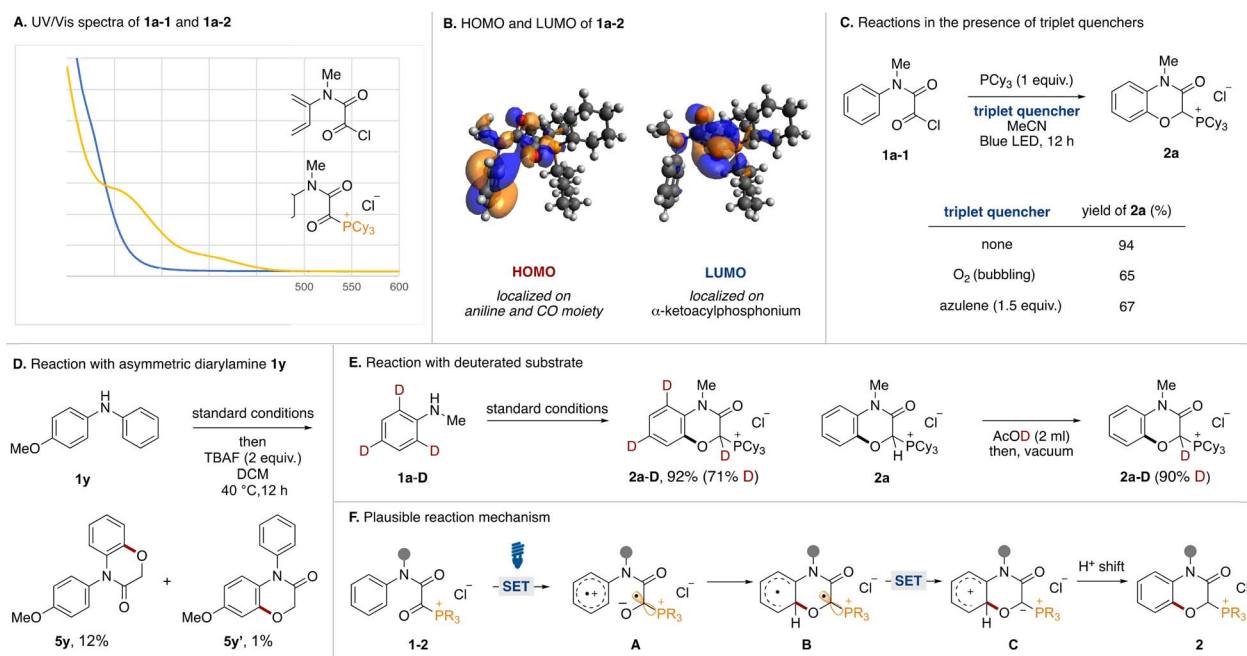 A. UV/Vis spectra of 1a-1 and 1a-2
Me
N
O
O
Cl
Me
N
O
O
+
PCy3
Cl−
500 550 600
B. HOMO and LUMO of 1a-2
HOMO
localized on
aniline and CO moiety
LUMO
localized on
α-ketoacylphosphonium
C. Reactions in the presence of triplet quenchers
Me
N
O
O
Cl
1a-1
PCy3 (1 equiv.)
triplet quencher
MeCN
Blue LED, 12 h
Me
N
O
O
+
PCy3
Cl−
2a
triplet quencher yield of 2a (%)
none 94
O2 (bubbling) 65
azulene (1.5 equiv.) 67
D. Reaction with asymmetric diarylamine 1y
H
N
MeO
1y
standard conditions
then
TBAF (2 equiv.)
DCM
40 °C,12 h
O
N
O
MeO
5y, 12%
+
N
O
O
MeO
5y', 1%
E. Reaction with deuterated substrate
D
H
N
Me
D
D
1a-D
standard conditions
D
Me
N
O
D
O
D
+
PCy3
Cl−
2a-D, 92% (71% D)
Me
N
O
O
H
+
PCy3
Cl−
2a
AcOD (2 ml)
then, vacuum
Me
N
O
O
D
+
PCy3
Cl−
2a-D (90% D)
F. Plausible reaction mechanism
N
O
O
+
PR3
Cl−
1-2
SET
•+
N
O
−
O
•
+
PR3
Cl−
A
•
N
O
H
O
•
+
PR3
Cl−
B
SET
+
N
O
H
O
−
+
PR3
Cl−
C
H+ shift
N
O
O
+
PR3
Cl
2